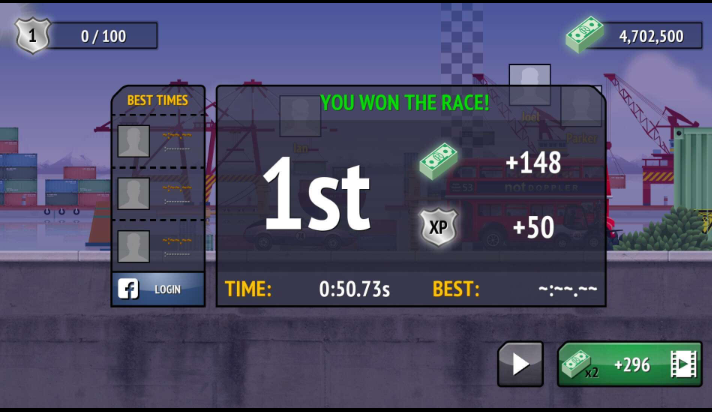 1
0 / 100
4,702,500
BEST TIMES
YOU WON THE RACE!
~:~~.~~
~:~~.~~
~:~~.~~
1st
+148
XP
+50
notDOPPLER
LOGIN
TIME: 0:50.73s BEST: ~:~~.~~
x2 +296